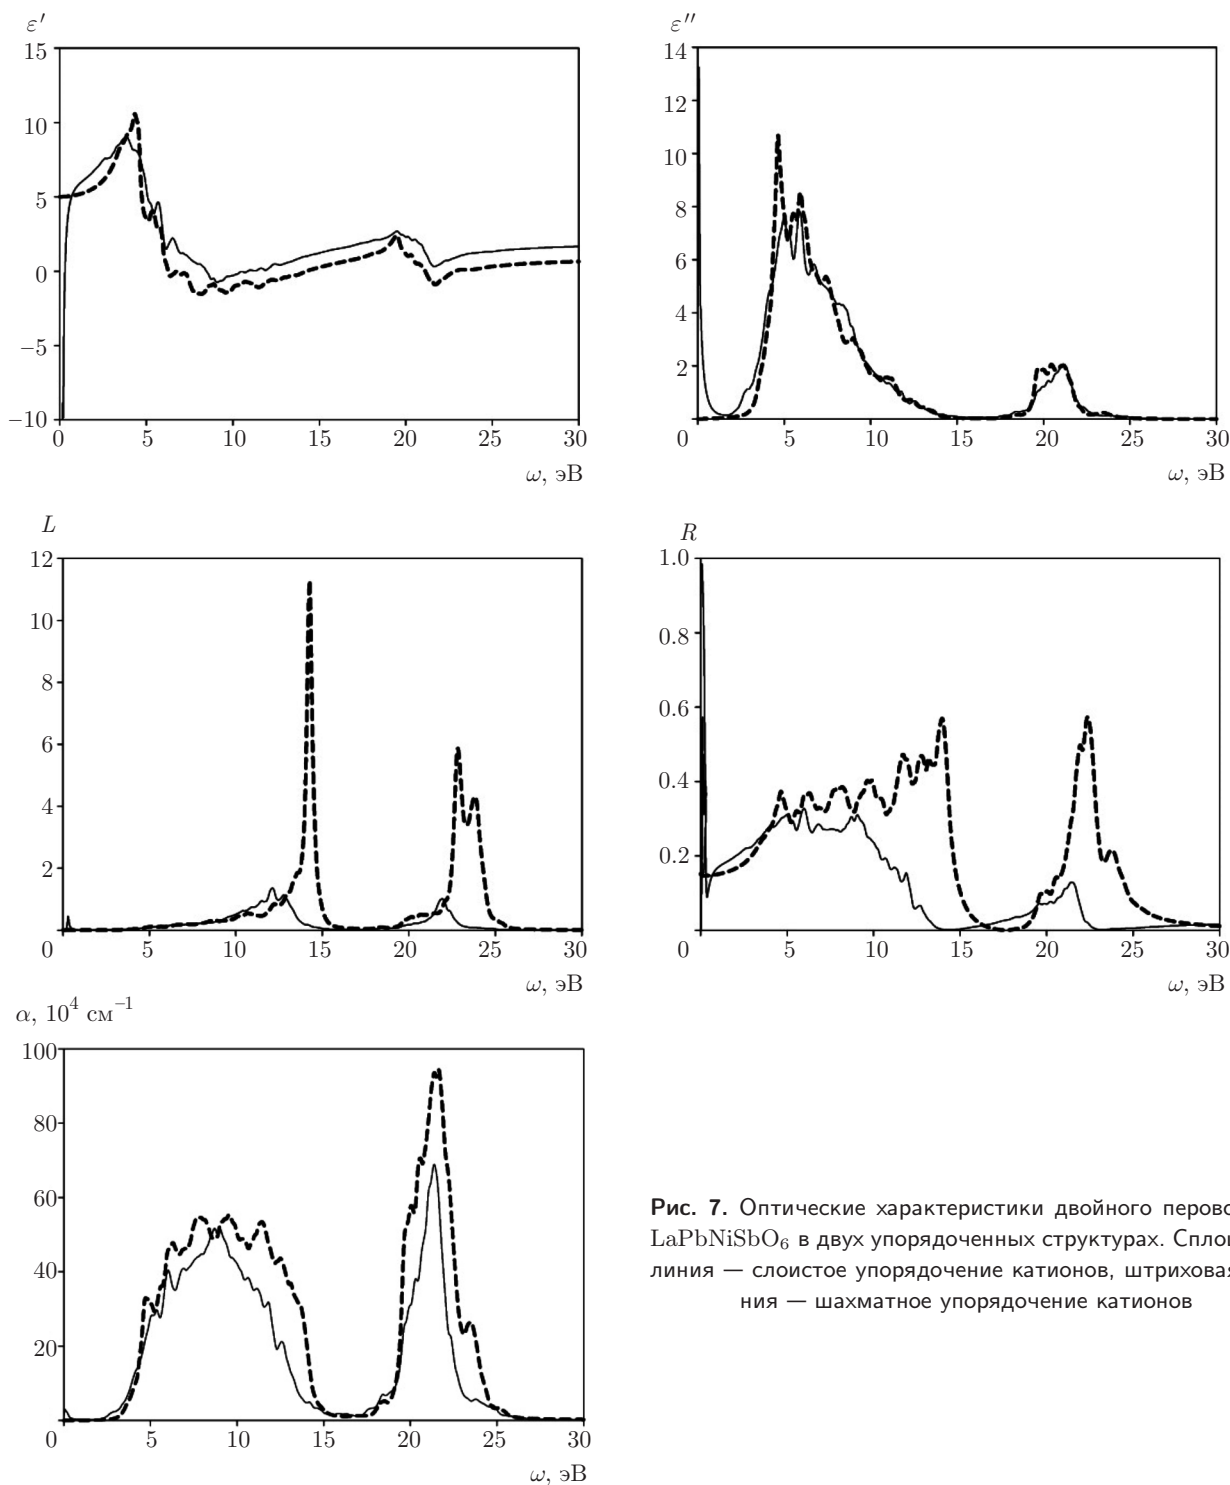 ε′
15
10
5
0
−5
−10
0 5 10 15 20 25 30
ω, эВ
ε′′
14
12
10
8
6
4
2
0 5 10 15 20 25 30
ω, эВ
L
12
10
8
6
4
2
0 5 10 15 20 25 30
ω, эВ
R
1.0
0.8
0.6
0.4
0.2
0 5 10 15 20 25 30
ω, эВ
α, 10⁴ см⁻¹
100
80
60
40
20
0 5 10 15 20 25 30
ω, эВ
Рис. 7. Оптические характеристики двойного перово
LaPbNiSbO₆ в двух упорядоченных структурах. Сплош
линия — слоистое упорядочение катионов, штриховая
ния — шахматное упорядочение катионов